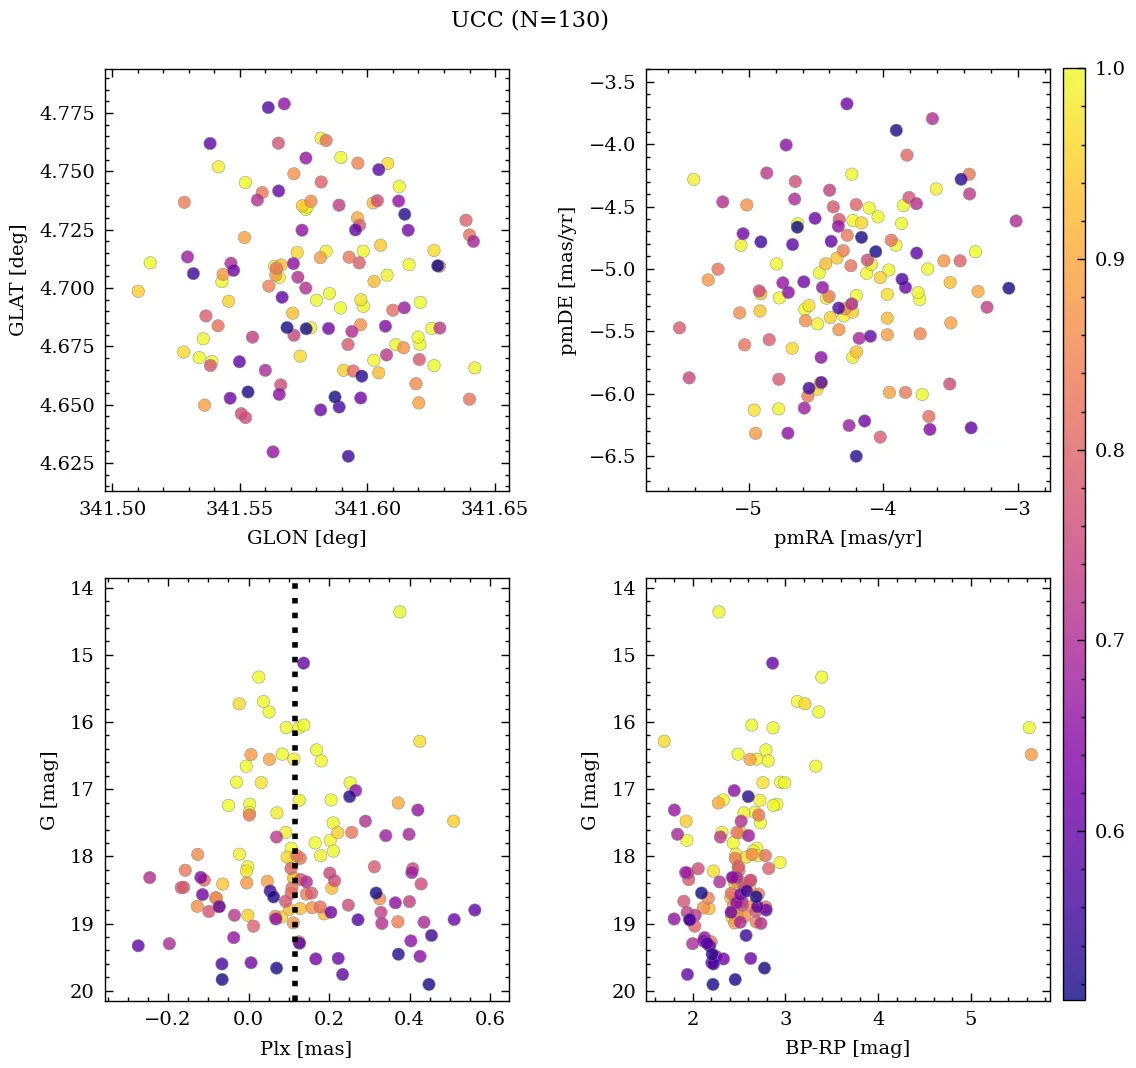 UCC (N=130)
4.775
4.750
4.725
4.700
4.675
4.650
4.625
GLAT [deg]
341.50 341.55 341.60 341.65
GLON [deg]
−3.5
−4.0
−4.5
−5.0
−5.5
−6.0
−6.5
pmDE [mas/yr]
−5 −4 −3
pmRA [mas/yr]
14
15
16
17
18
19
20
G [mag]
−0.2 0.0 0.2 0.4 0.6
Plx [mas]
14
15
16
17
18
19
20
G [mag]
2 3 4 5
BP-RP [mag]
1.0
0.9
0.8
0.7
0.6